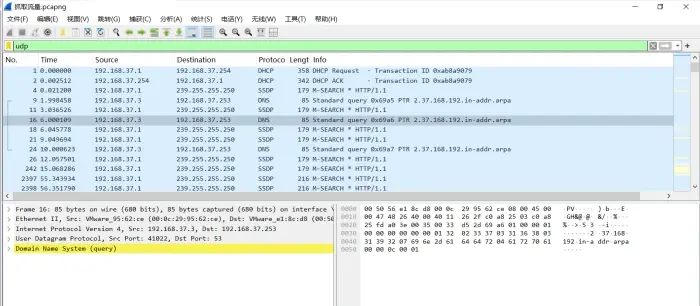 抓取流量.pcapng
文件(F) 编辑(E) 视图(V) 跳转(G) 捕获(C) 分析(A) 统计(S) 电话(Y) 无线(W) 工具(T) 帮助(H)
udp
No. Time Source Destination Protoco Lengt Info
1 0.000000 192.168.37.1 192.168.37.254 DHCP 358 DHCP Request - Transaction ID 0xab8a9079
2 0.002512 192.168.37.254 192.168.37.1 DHCP 342 DHCP ACK - Transaction ID 0xab8a9079
4 0.021200 192.168.37.1 239.255.255.250 SSDP 179 M-SEARCH * HTTP/1.1
9 1.998458 192.168.37.3 192.168.37.253 DNS 85 Standard query 0x69a5 PTR 2.37.168.192.in-addr.arpa
11 3.036526 192.168.37.1 239.255.255.250 SSDP 179 M-SEARCH * HTTP/1.1
16 6.000109 192.168.37.3 192.168.37.253 DNS 85 Standard query 0x69a6 PTR 2.37.168.192.in-addr.arpa
18 6.045778 192.168.37.1 239.255.255.250 SSDP 179 M-SEARCH * HTTP/1.1
21 9.049694 192.168.37.1 239.255.255.250 SSDP 179 M-SEARCH * HTTP/1.1
24 10.000623 192.168.37.3 192.168.37.253 DNS 85 Standard query 0x69a7 PTR 2.37.168.192.in-addr.arpa
26 12.057501 192.168.37.1 239.255.255.250 SSDP 179 M-SEARCH * HTTP/1.1
242 15.068286 192.168.37.1 239.255.255.250 SSDP 179 M-SEARCH * HTTP/1.1
2397 55.343934 192.168.37.1 239.255.255.250 SSDP 216 M-SEARCH * HTTP/1.1
2398 56.351790 192.168.37.1 239.255.255.250 SSDP 216 M-SEARCH * HTTP/1.1
Frame 16: 85 bytes on wire (680 bits), 85 bytes captured (680 bits) on interface \
Ethernet II, Src: VMware_95:62:ce (00:0c:29:95:62:ce), Dst: VMware_e1:8c:d8 (00:50
Internet Protocol Version 4, Src: 192.168.37.3, Dst: 192.168.37.253
User Datagram Protocol, Src Port: 41022, Dst Port: 53
Domain Name System (query)
0000 00 50 56 e1 8c d8 00 0c 29 95 62 ce 08 00 45 00
0010 00 47 48 26 40 00 40 11 26 2f c0 a8 25 03 c0 a8
0020 25 fd a0 3e 00 35 00 33 d5 2d 69 a6 01 00 00 01
0030 00 00 00 00 00 00 01 32 02 33 37 03 31 36 38 03
0040 31 39 32 07 69 6e 2d 61 64 64 72 04 61 72 70 61
0050 00 00 0c 00 01